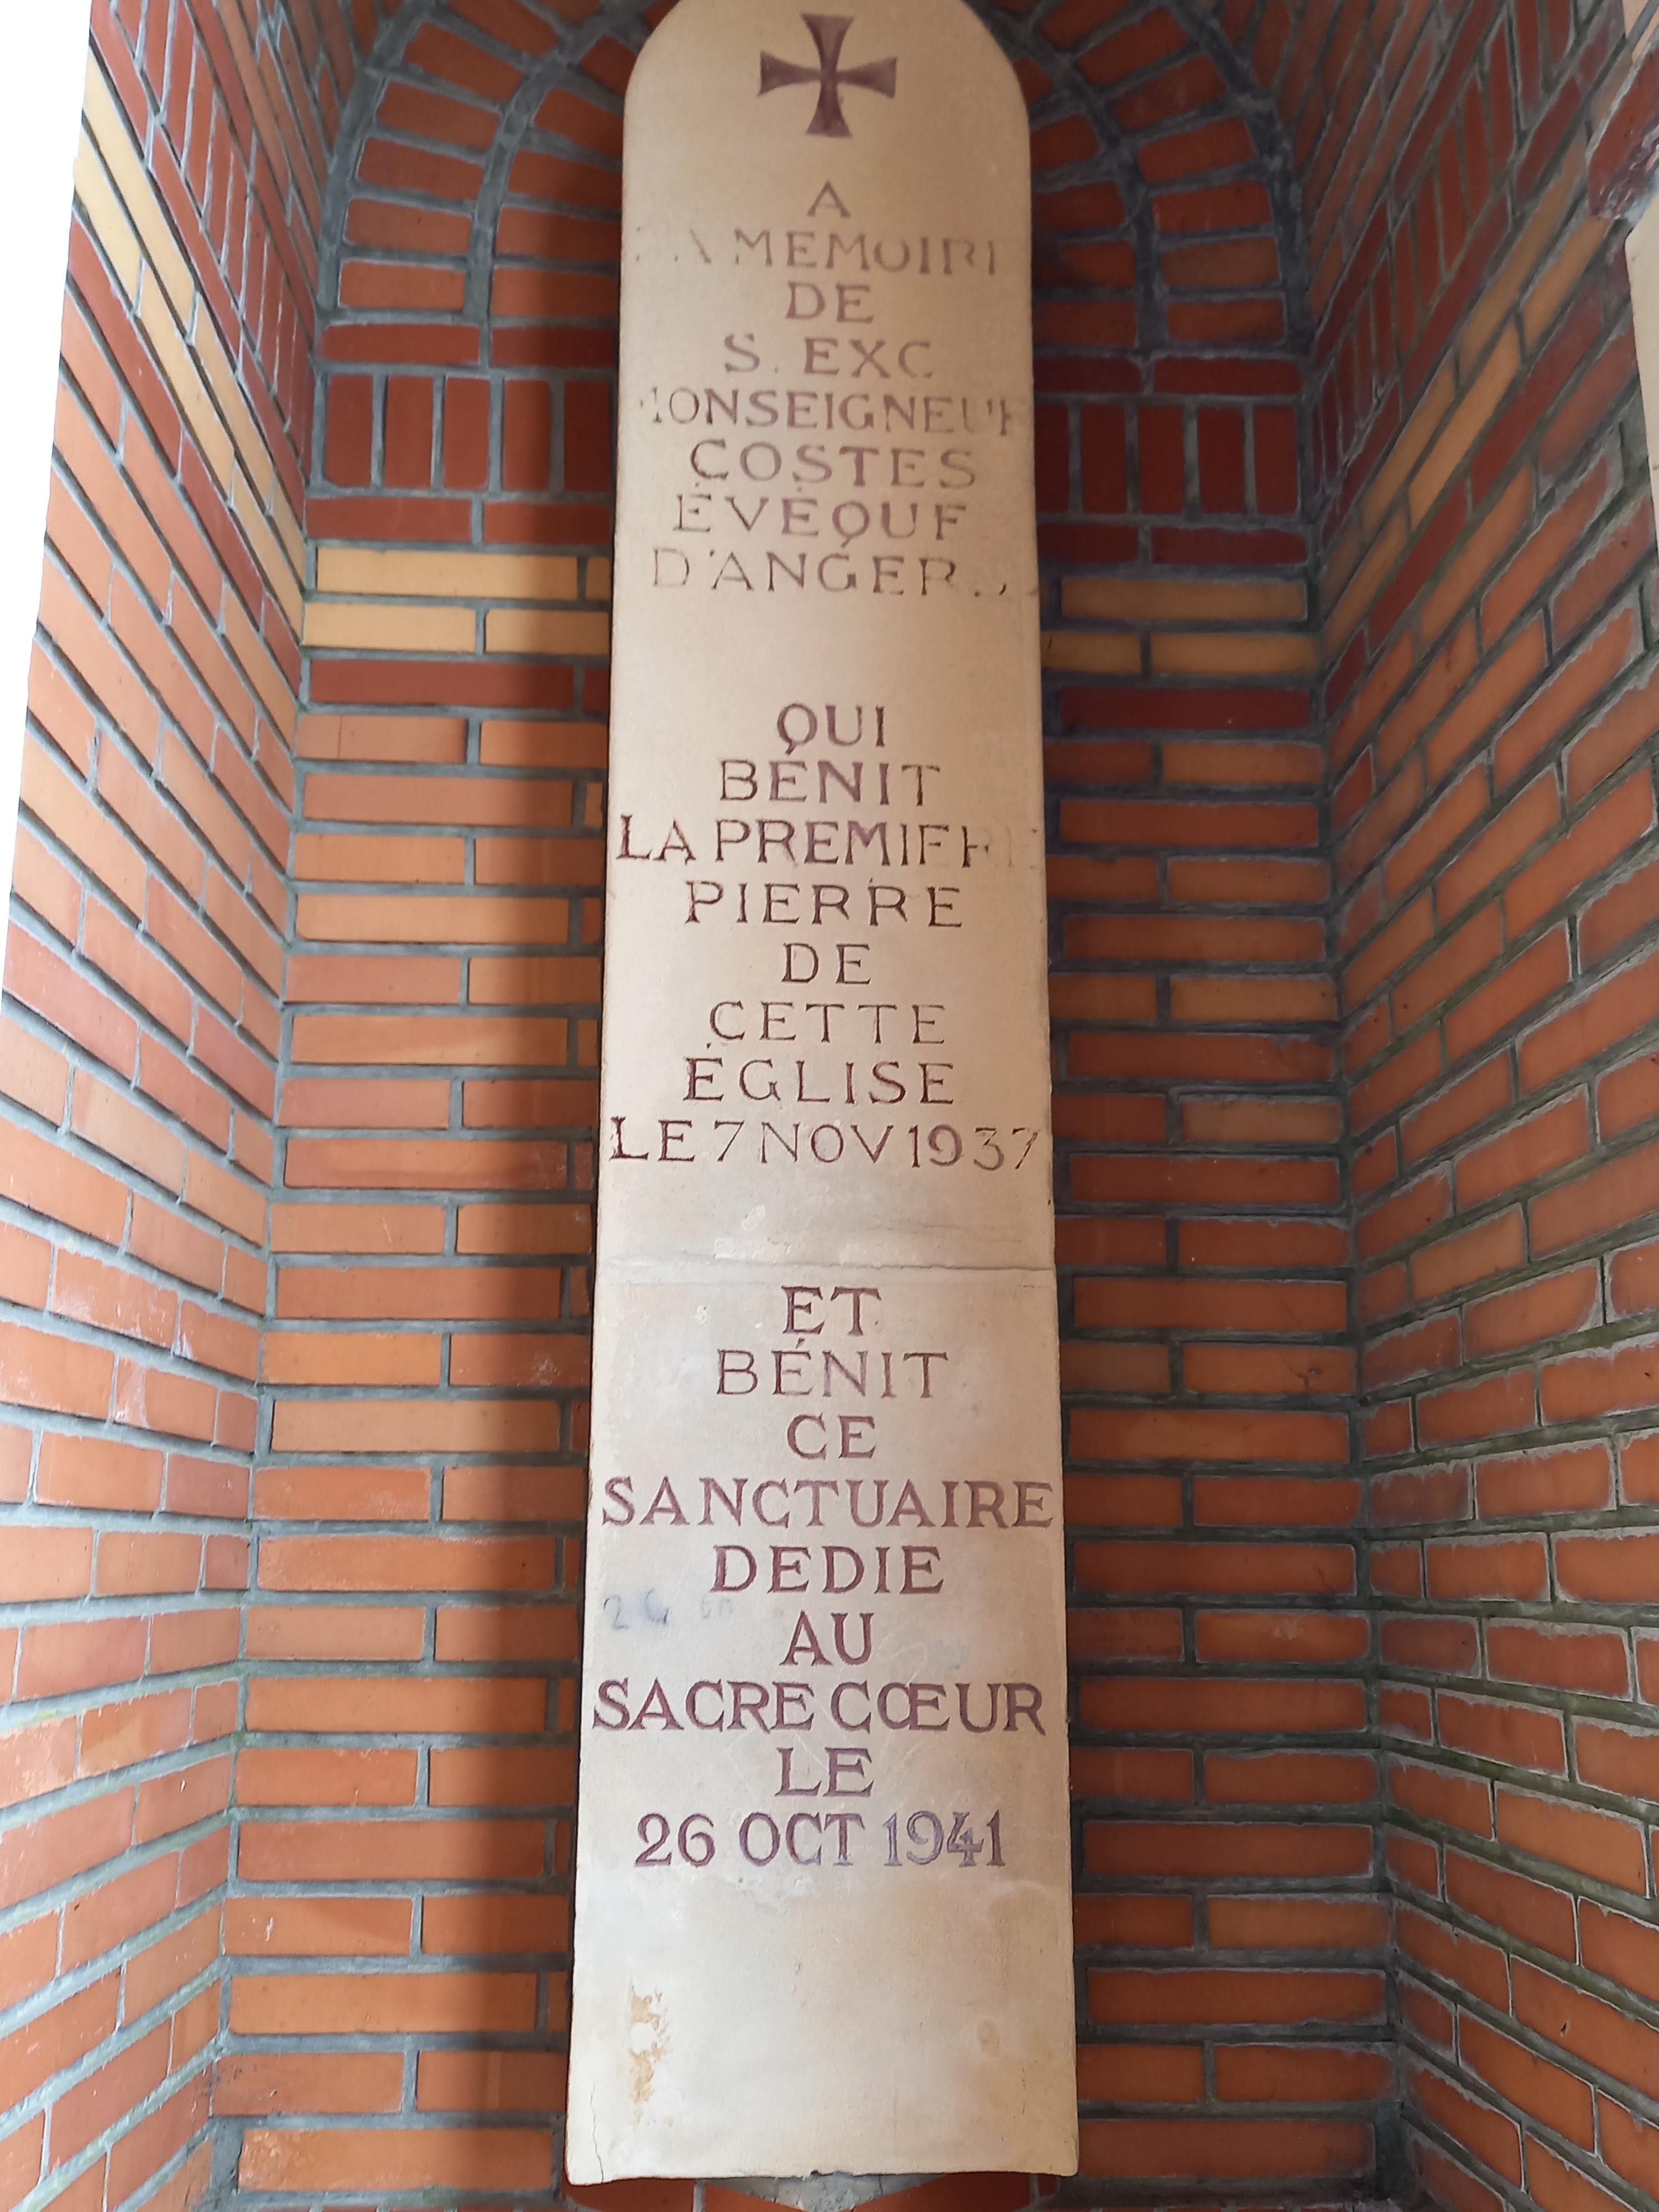 A
LA MEMOIRE
DE
S. EXC
MONSEIGNEUR
COSTES
ÉVÊQUE
D'ANGERS
QUI
BÉNIT
LA PREMIERE
PIERRE
DE
CETTE
ÉGLISE
LE 7 NOV 1937
ET
BÉNIT
CE
SANCTUAIRE
DEDIE
AU
SACRE CŒUR
LE
26 OCT 1941